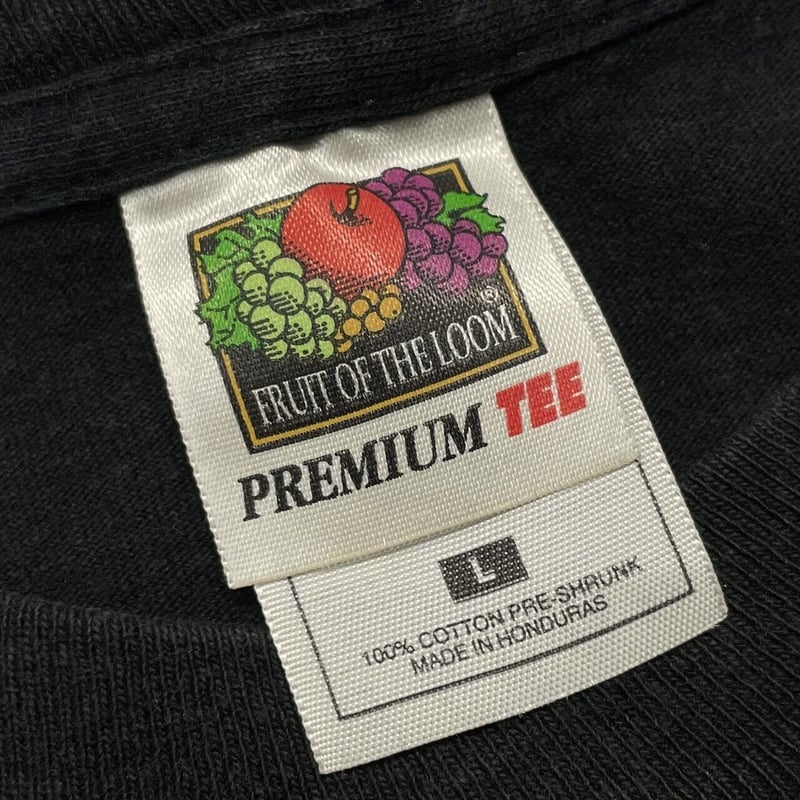 ®
FRUIT OF THE LOOM
PREMIUM TEE
L
100% COTTON PRE-SHRUNK
MADE IN HONDURAS